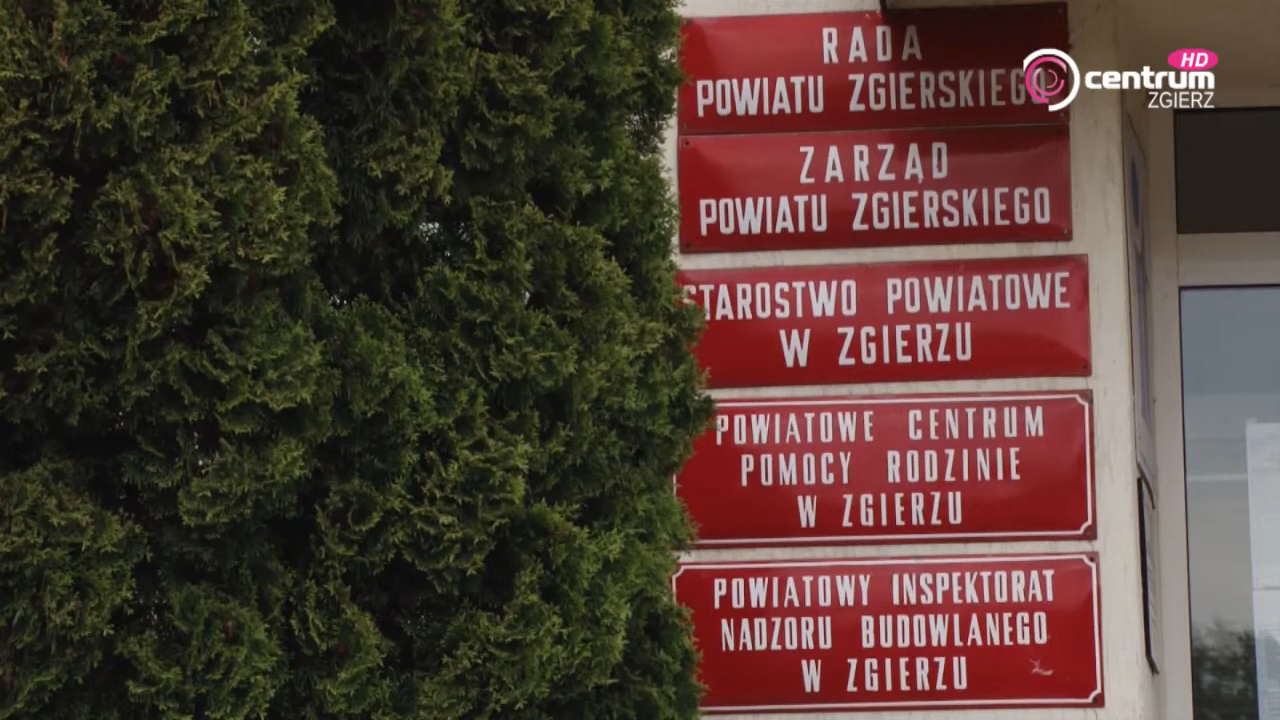 RADA
POWIATU ZGIERSKIEGO
ZARZĄD
POWIATU ZGIERSKIEGO
STAROSTWO POWIATOWE
W ZGIERZU
POWIATOWE CENTRUM
POMOCY RODZINIE
W ZGIERZU
POWIATOWY INSPEKTORAT
NADZORU BUDOWLANEGO
W ZGIERZU
HD
centrum
ZGIERZ